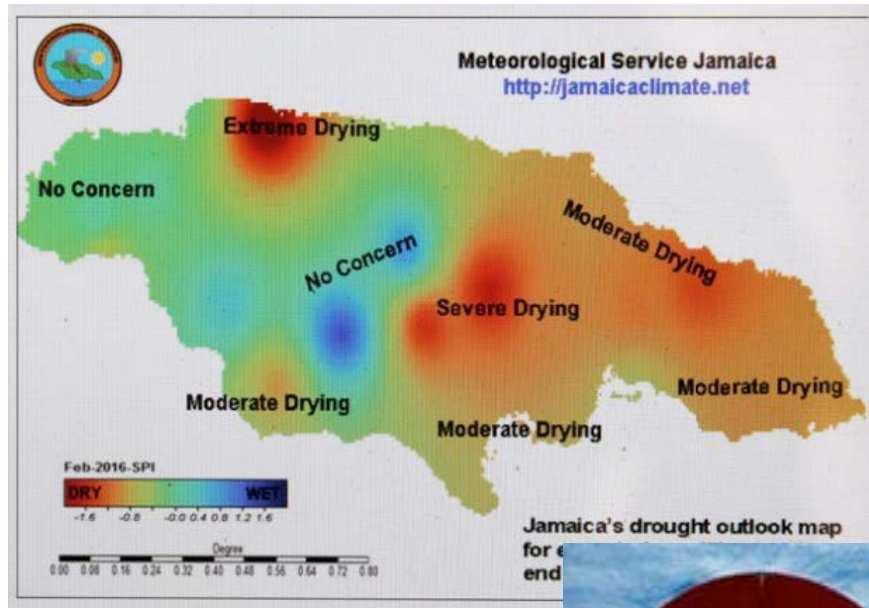 Meteorological Service Jamaica
http://jamaicaclimate.net
Extreme Drying
No Concern
Moderate Drying
No Concern
Severe Drying
Moderate Drying
Moderate Drying
Moderate Drying
Feb-2016-SPI
DRY
WET
-1.6 -0.8 -0.0 0.4 0.8 1.2 1.6
Degree
0.00 0.08 0.16 0.24 0.32 0.40 0.48 0.56 0.64 0.72 0.80
Jamaica's drought outlook map
for
end